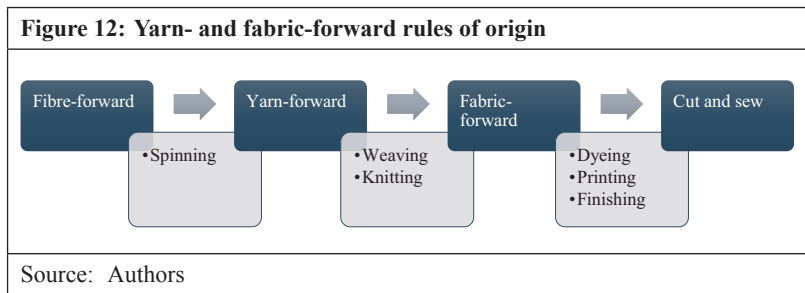 Figure 12: Yarn- and fabric-forward rules of origin
Fibre-forward
•Spinning
Yarn-forward
•Weaving
•Knitting
Fabric-
forward
•Dyeing
•Printing
•Finishing
Cut and sew
Source: Authors